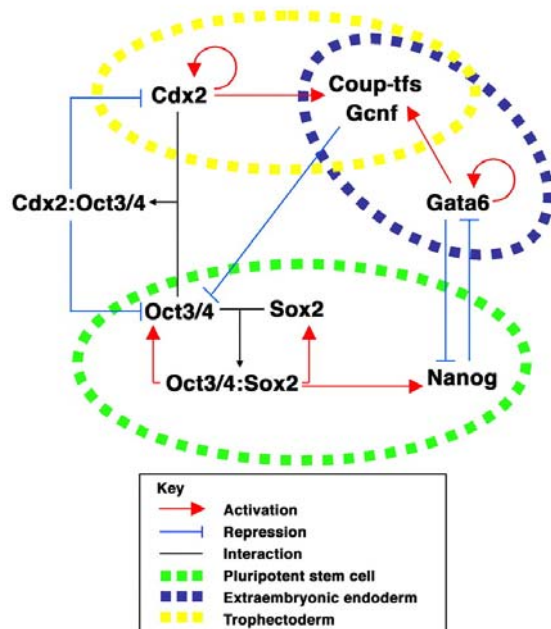 Cdx2
Coup-tfs
Gcnf
Cdx2:Oct3/4
Gata6
Oct3/4
Sox2
Oct3/4:Sox2
Nanog
Key
Activation
Repression
Interaction
Pluripotent stem cell
Extraembryonic endoderm
Trophectoderm